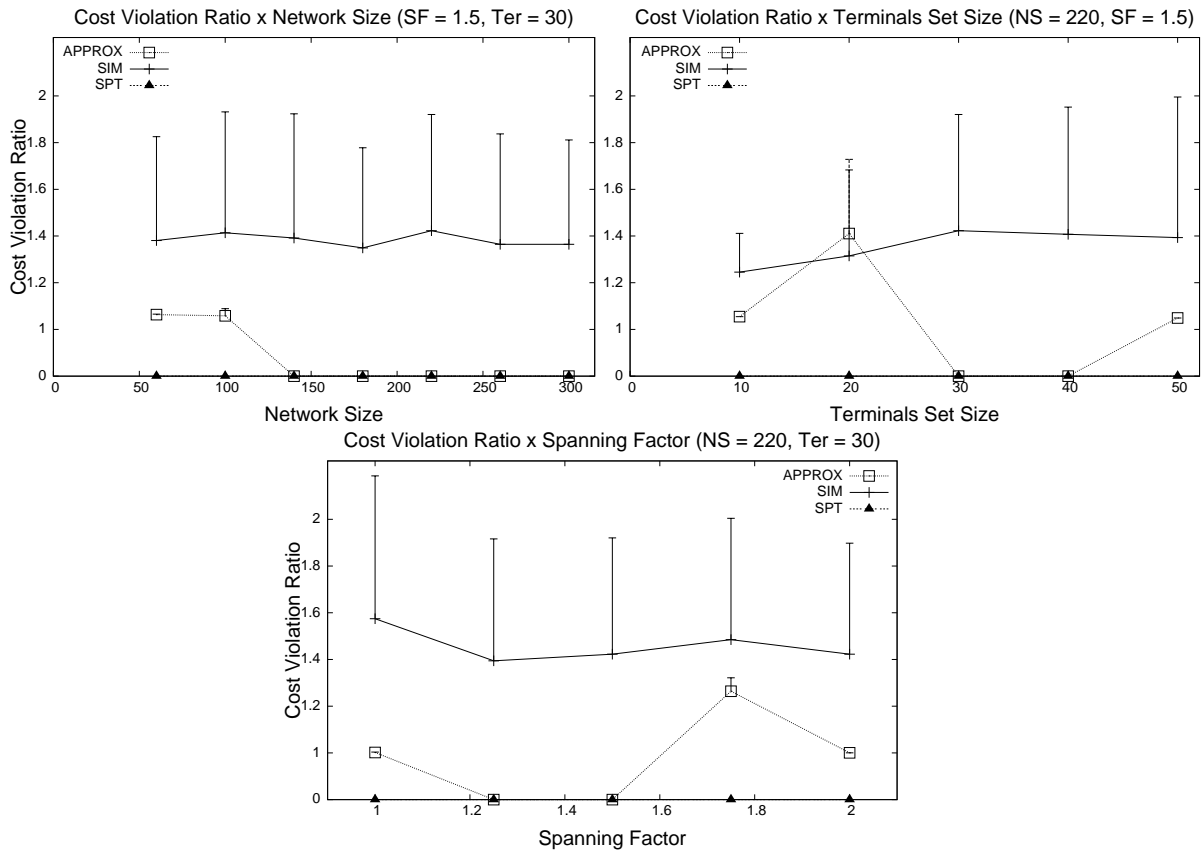 Cost Violation Ratio x Network Size (SF = 1.5, Ter = 30)
APPROX
SIM
SPT
2
1.8
1.6
1.4
1.2
1
0
Cost Violation Ratio
0 50 100 150 200 250 300
Network Size
Cost Violation Ratio x Terminals Set Size (NS = 220, SF = 1.5)
APPROX
SIM
SPT
2
1.8
1.6
1.4
1.2
1
0
10 20 30 40 50
Terminals Set Size
Cost Violation Ratio x Spanning Factor (NS = 220, Ter = 30)
APPROX
SIM
SPT
2
1.8
1.6
1.4
1.2
1
0
Cost Violation Ratio
1 1.2 1.4 1.6 1.8 2
Spanning Factor